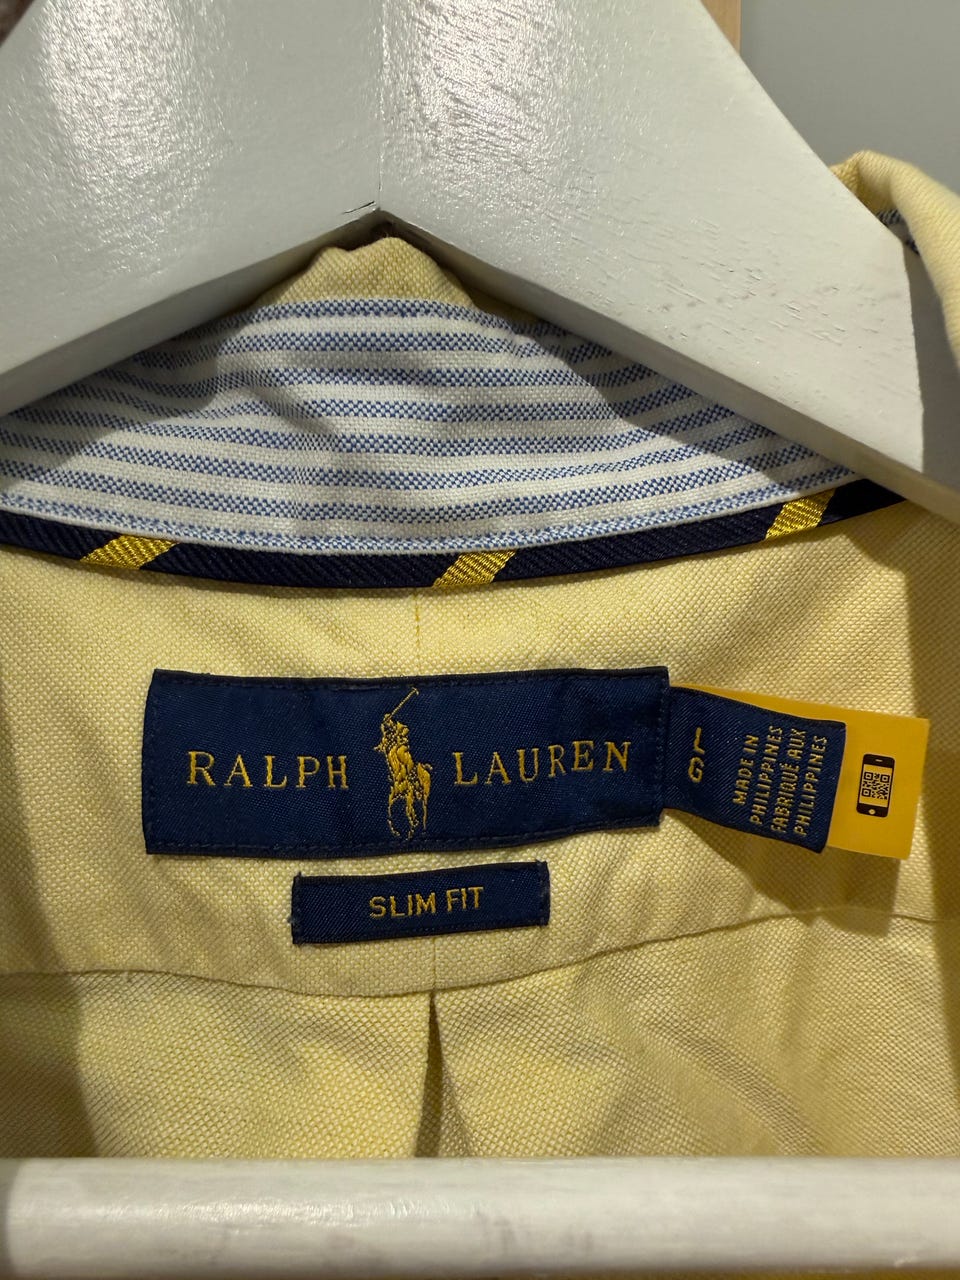 RALPH LAUREN
L G
MADE IN
PHILIPPINES
FABRIQUÉ AUX
PHILIPPINES
SLIM FIT